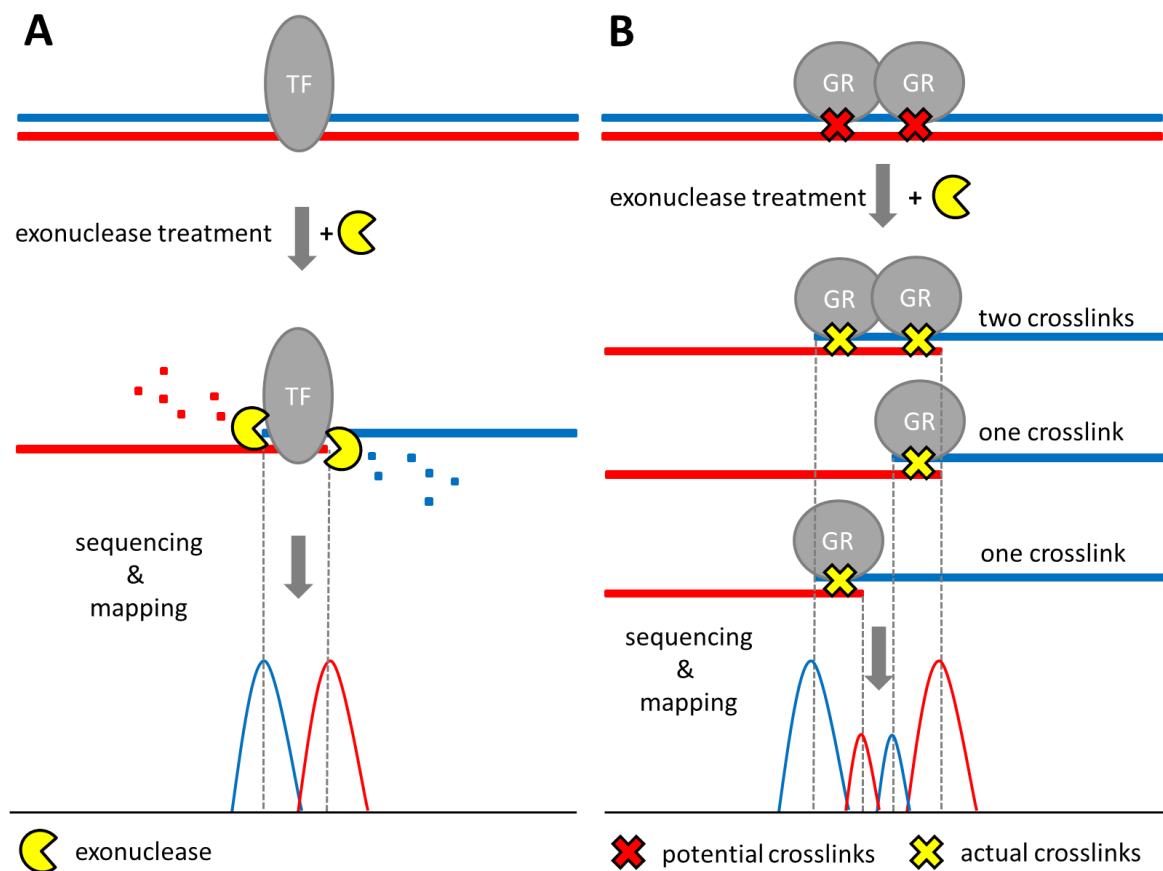 A
TF
exonuclease treatment
+
TF
sequencing
&
mapping
exonuclease
B
GR GR
exonuclease treatment
+
GR GR
two crosslinks
GR
one crosslink
GR
one crosslink
sequencing
&
mapping
potential crosslinks
actual crosslinks